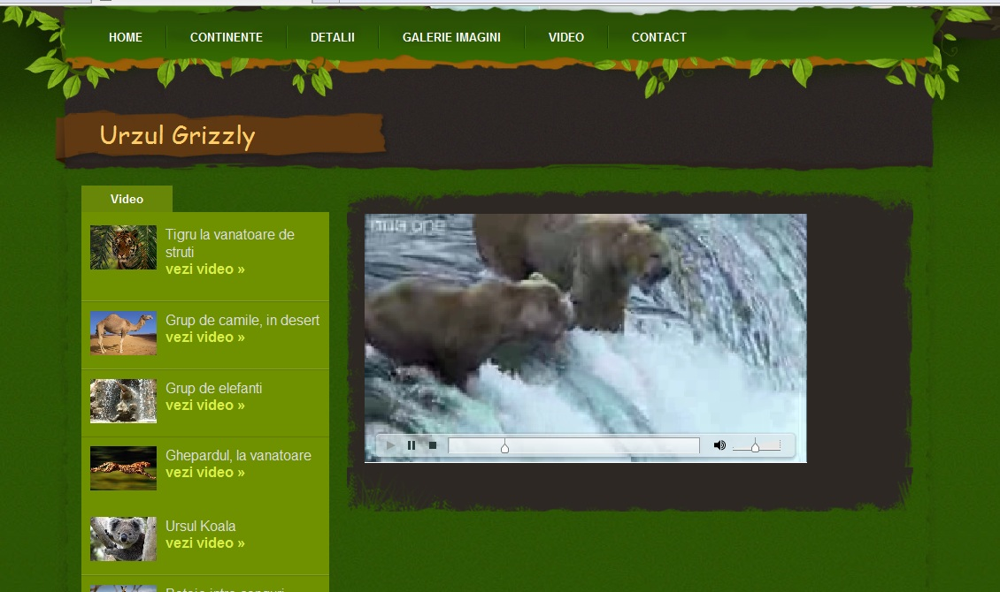 HOME
CONTINENTE
DETALII
GALERIE IMAGINI
VIDEO
CONTACT
Urzul Grizzly
Video
Tigru la vanatoare de
struti
vezi video »
Grup de camile, in desert
vezi video »
Grup de elefanti
vezi video »
Ghepardul, la vanatoare
vezi video »
Ursul Koala
vezi video »
one